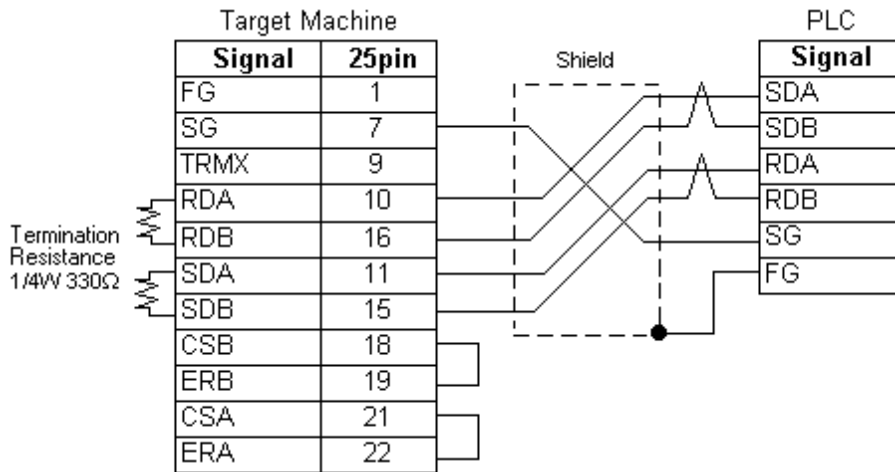 Target Machine
PLC
Signal 25pin
Shield
Signal
FG 1
SDA
SG 7
SDB
TRMX 9
RDA
RDA 10
RDB
Termination
Resistance
1/4W 330Ω
RDB 16
SG
SDA 11
FG
SDB 15
CSB 18
ERB 19
CSA 21
ERA 22